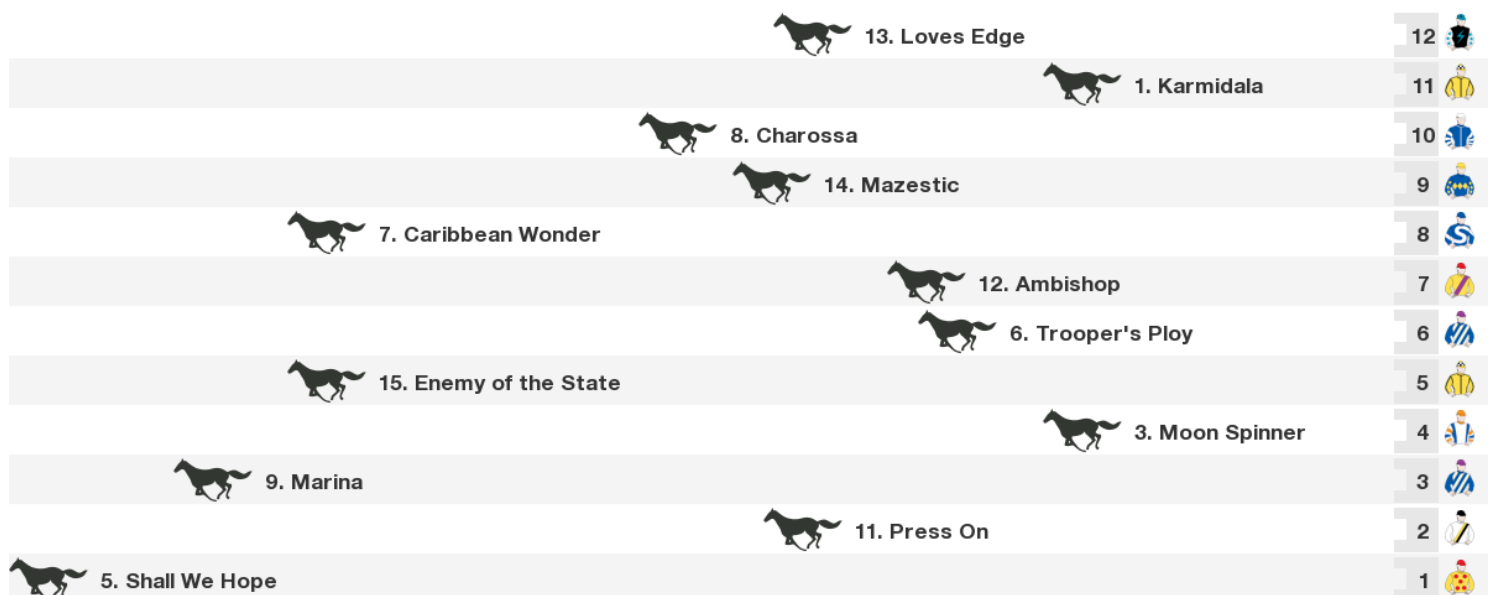 13. Loves Edge 12
1. Karmidala 11
8. Charossa 10
14. Mazestic 9
7. Caribbean Wonder 8 S
12. Ambishop 7
6. Trooper's Ploy 6
15. Enemy of the State 5
3. Moon Spinner 4
9. Marina 3
11. Press On 2
5. Shall We Hope 1